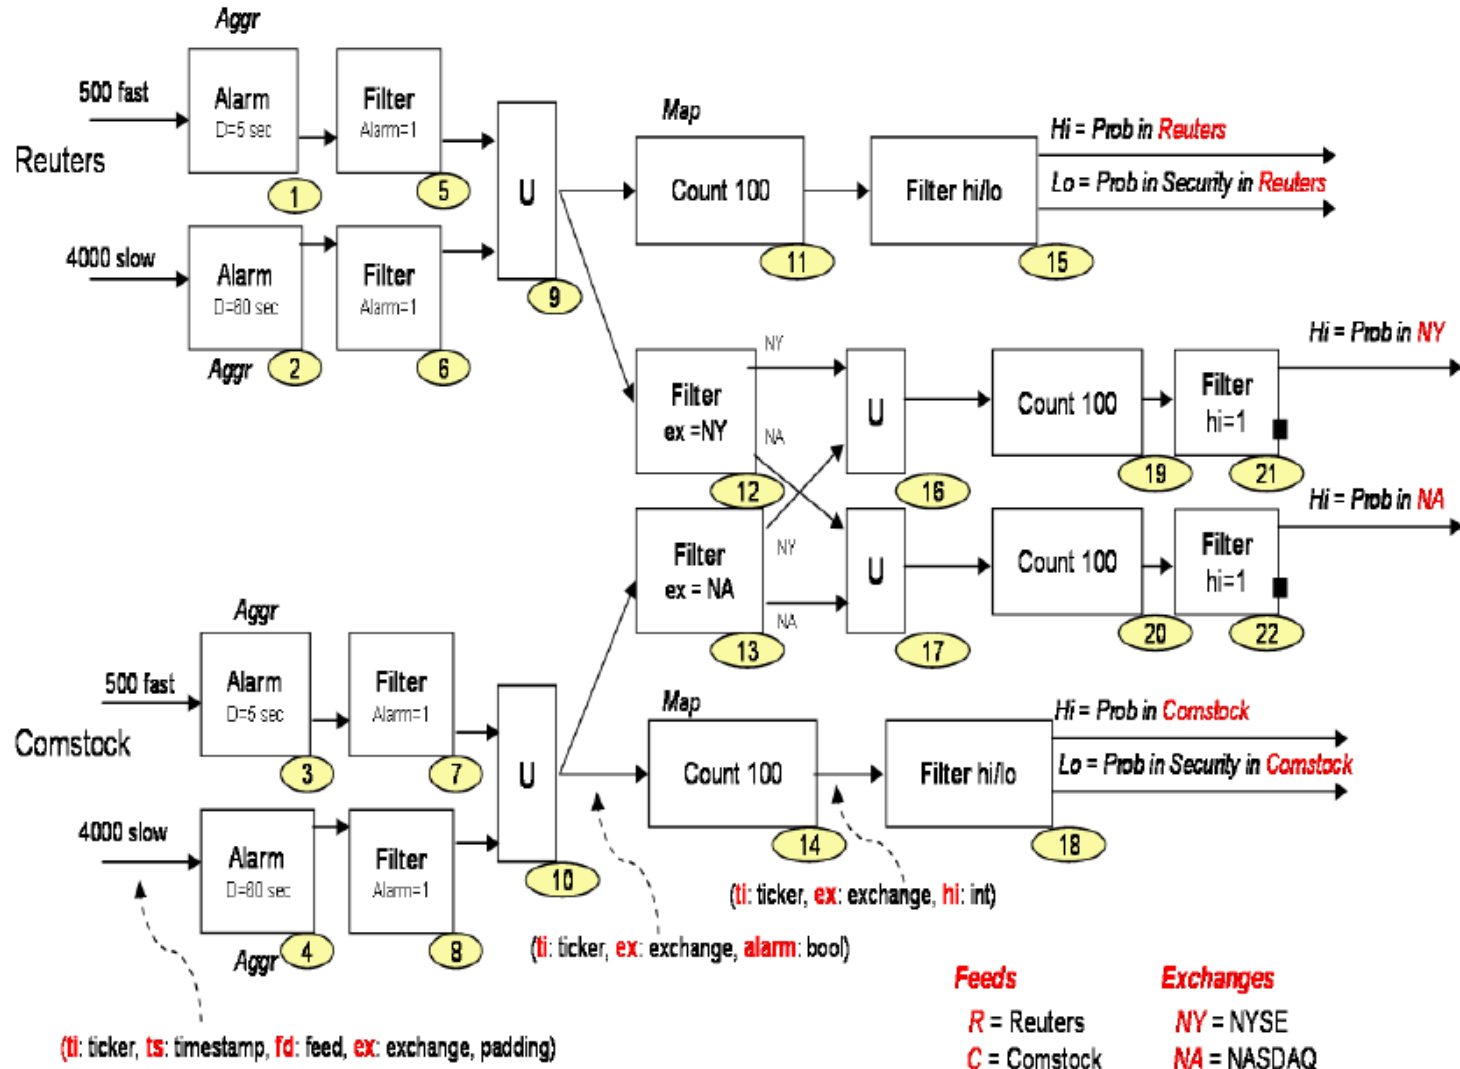 Aggr
500 fast
Alarm
D=5 sec
1
Filter
Alarm=1
5
Reuters
4000 slow
Alarm
D=60 sec
2
Aggr
Filter
Alarm=1
6
U
9
Map
Count 100
11
Filter hi/lo
15
Hi = Prob in Reuters
Lo = Prob in Security in Reuters
Filter
ex =NY
12
NY
NA
U
16
Count 100
19
Filter
hi=1
21
Hi = Prob in NY
Filter
ex = NA
13
NY
NA
U
17
Count 100
20
Filter
hi=1
22
Hi = Prob in NA
Aggr
500 fast
Alarm
D=5 sec
3
Filter
Alarm=1
7
Comstock
4000 slow
Alarm
D=60 sec
4
Aggr
Filter
Alarm=1
8
U
10
Map
Count 100
14
Filter hi/lo
18
Hi = Prob in Comstock
Lo = Prob in Security in Comstock
(ti: ticker, ex: exchange, hi: int)
(ti: ticker, ex: exchange, alarm: bool)
(ti: ticker, ts: timestamp, fd: feed, ex: exchange, padding)
Feeds
R = Reuters
C = Comstock
Exchanges
NY = NYSE
NA = NASDAQ